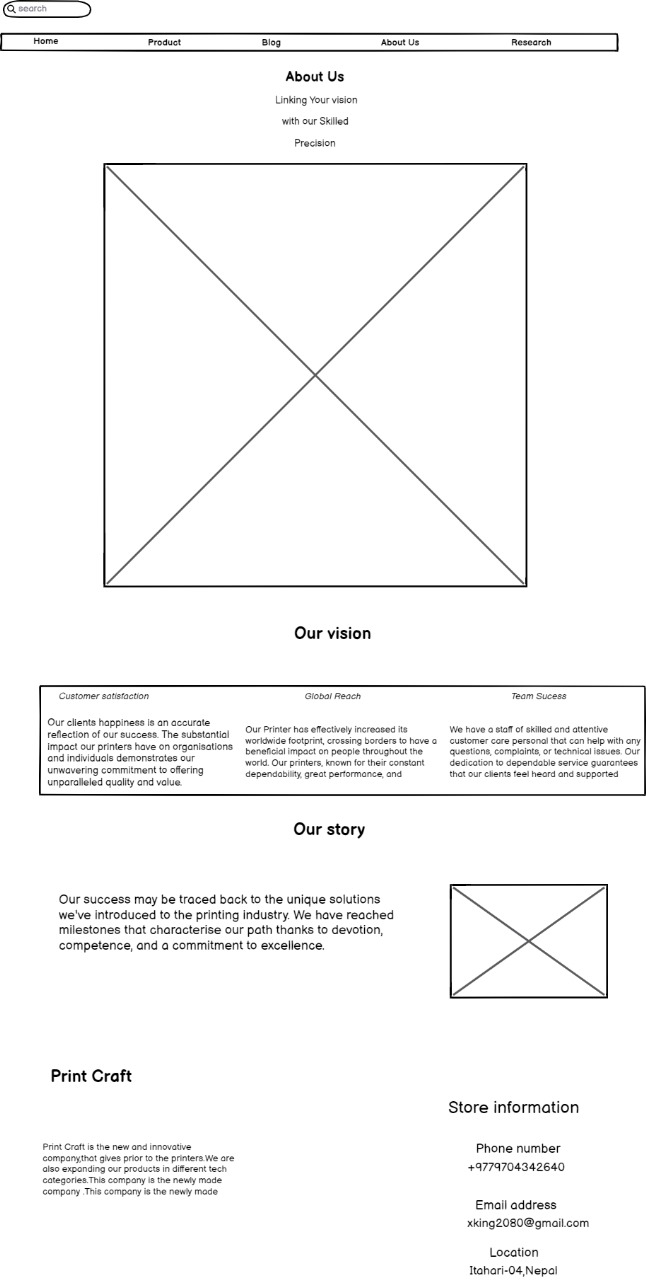 search
Home Product Blog About Us Research
About Us
Linking Your vision
with our Skilled
Precision
Our vision
Customer satisfaction
Our clients happiness is an accurate
reflection of our success. The substantial
impact our printers have on organisations
and individuals demonstrates our
unwavering commitment to offering
unparalleled quality and value.
Global Reach
Our Printer has effectively increased its
worldwide footprint, crossing borders to have a
beneficial impact on people throughout the
world. Our printers, known for their constant
dependability, great performance, and
Team Sucess
We have a staff of skilled and attentive
customer care personal that can help with any
questions, complaints, or technical issues. Our
dedication to dependable service guarantees
that our clients feel heard and supported
Our story
Our success may be traced back to the unique solutions
we've introduced to the printing industry. We have reached
milestones that characterise our path thanks to devotion,
competence, and a commitment to excellence.
Print Craft
Print Craft is the new and innovative
company,that gives prior to the printers.We are
also expanding our products in different tech
categories.This company is the newly made
company .This company is the newly made
Store information
Phone number
+9779704342640
Email address
xking2080@gmail.com
Location
Itahari-04,Nepal